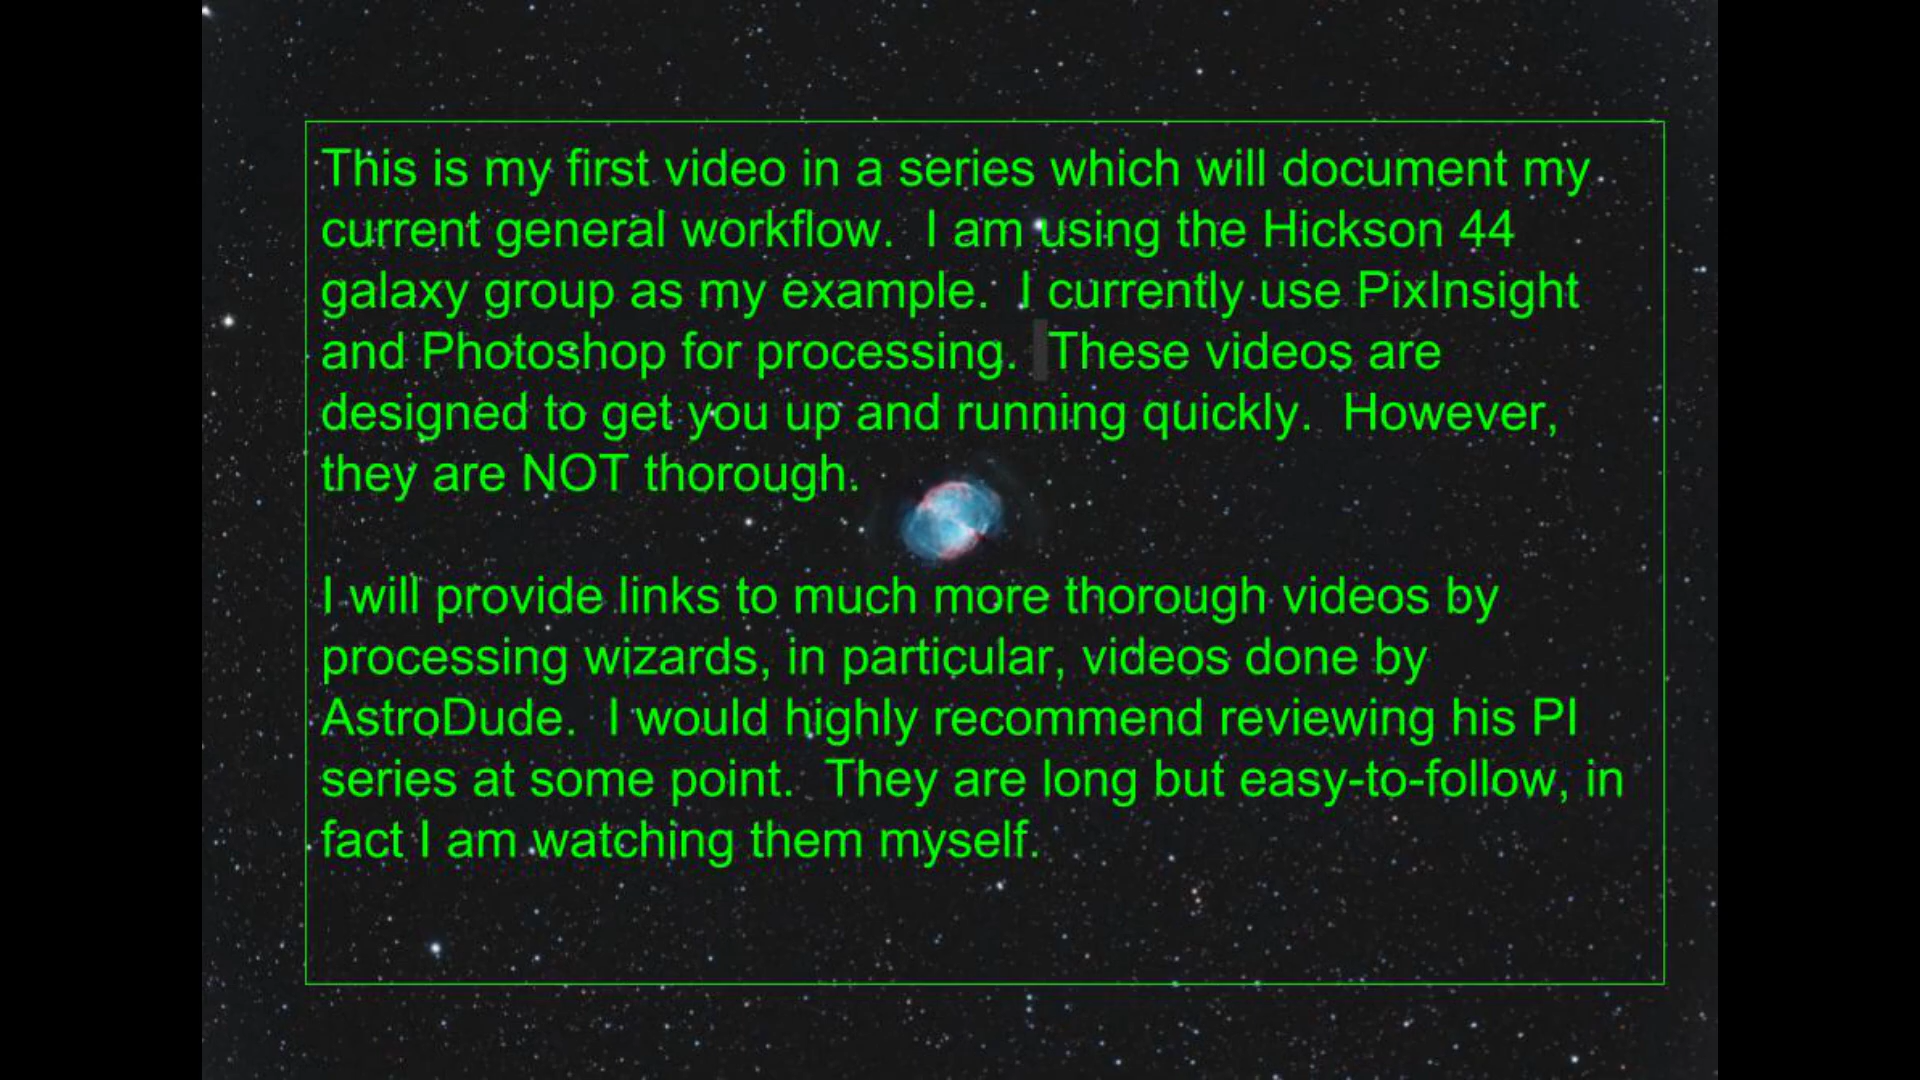 This is my first video in a series which will document my
current general workflow.  I am using the Hickson 44
galaxy group as my example.  I currently use PixInsight
and Photoshop for processing.  These videos are
designed to get you up and running quickly.  However,
they are NOT thorough.
I will provide links to much more thorough videos by
processing wizards, in particular, videos done by
AstroDude.  I would highly recommend reviewing his PI
series at some point.  They are long but easy-to-follow, in
fact I am watching them myself.